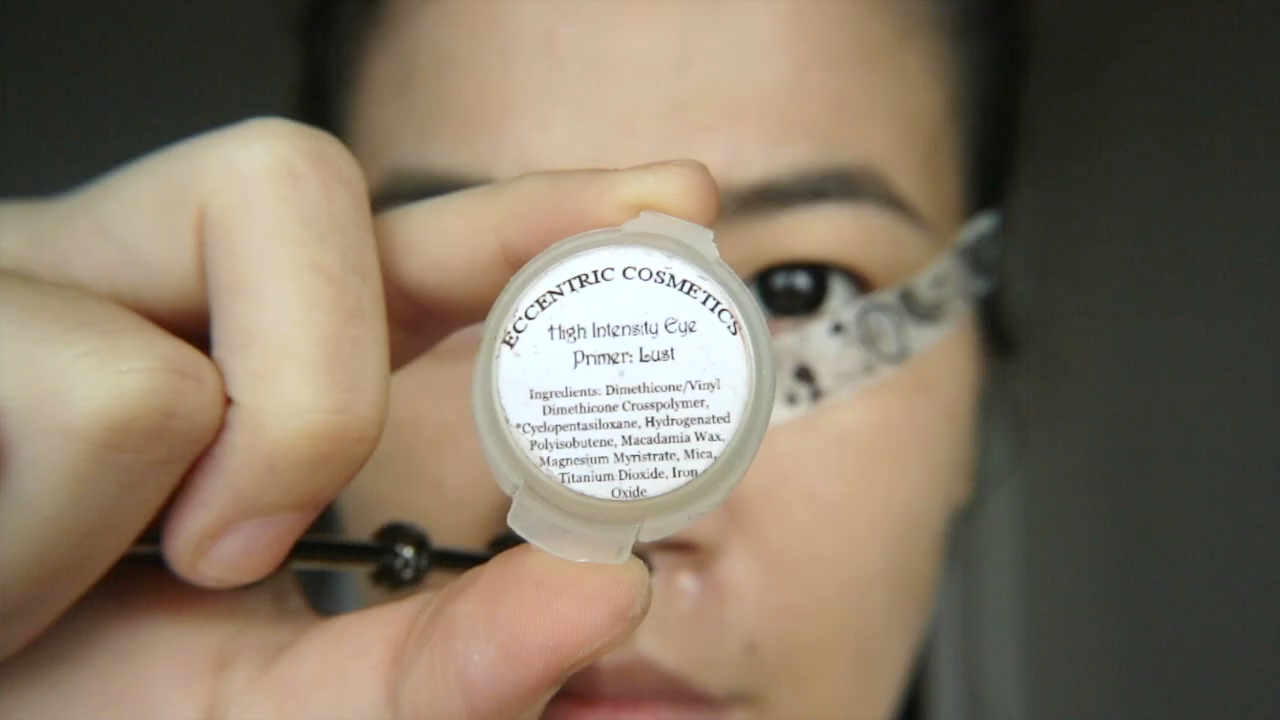 ECCENTRIC COSMETICS
High Intensity Eye
Primer: Lust
Ingredients: Dimethicone/Vinyl
Dimethicone Crosspolymer,
*Cyclopentasiloxane, Hydrogenated
Polyisobutene, Macadamia Wax,
Magnesium Myristrate, Mica,
Titanium Dioxide, Iron
Oxide